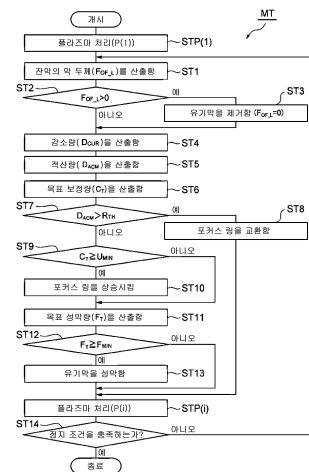 MT
개시
플라즈마 처리(P(1))
STP(1)
잔막의 막 두께(F_OF_L)를 산출함
ST1
ST2
F_OF_L>0
예
ST3
아니오
유기막을 제거함 (F_OF_L=0)
감소량(D_CUR)을 산출함
ST4
적산량(D_ACM)을 산출함
ST5
목표 보정량(C_T)을 산출함
ST6
ST7
D_ACM>R_TH
예
ST8
아니오
포커스 링을 교환함
ST9
C_T≧U_MIN
아니오
예
포커스 링을 상승시킴
ST10
목표 성막량(F_T)을 산출함
ST11
ST12
F_T≧F_MIN
아니오
예
유기막을 성막함
ST13
플라즈마 처리(P(i))
STP(i)
ST14
정지 조건을 충족하는가?
아니오
예
종료